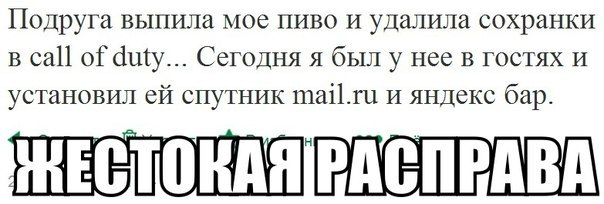 Подруга выпила мое пиво и удалила сохранки
в call of duty... Сегодня я был у нее в гостях и
установил ей спутник mail.ru и яндекс бар.
ЖЕСТОКАЯ РАСПРАВА